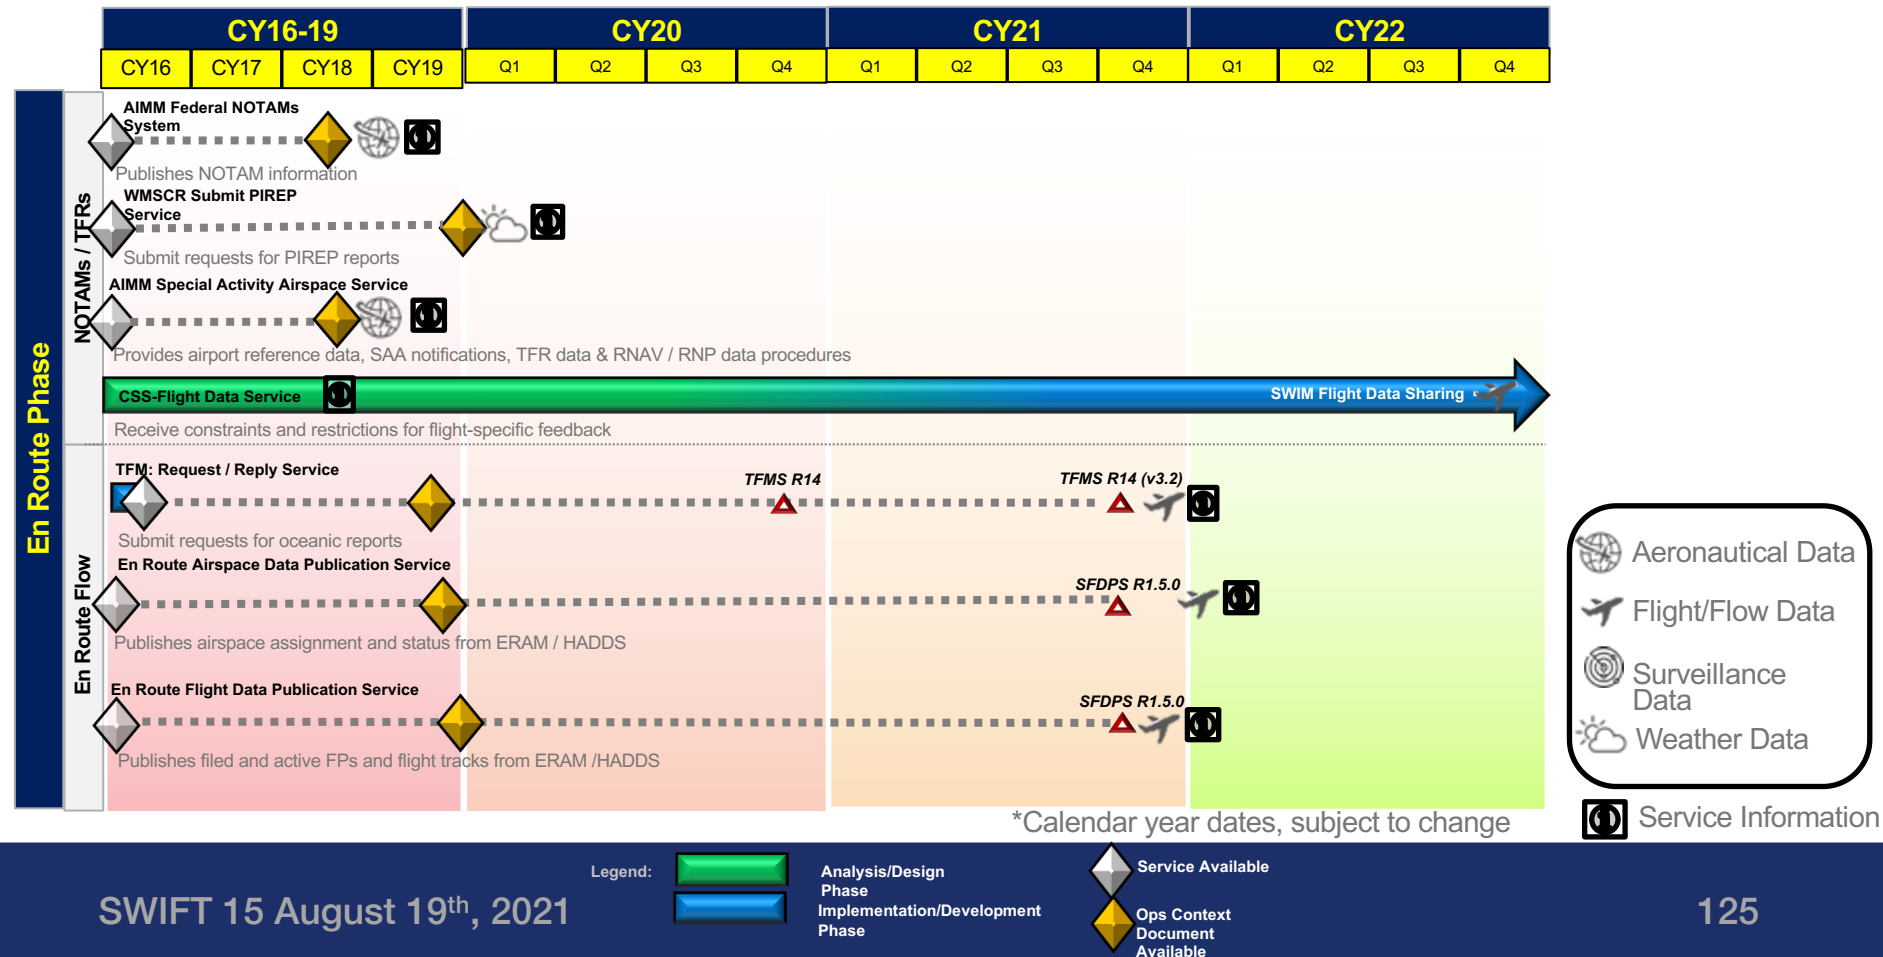 CY16-19 CY20 CY21 CY22
CY16 CY17 CY18 CY19 Q1 Q2 Q3 Q4 Q1 Q2 Q3 Q4 Q1 Q2 Q3 Q4
En Route Phase
NOTAMs / TFRs
AIMM Federal NOTAMs
System
Publishes NOTAM information
WMSCR Submit PIREP
Service
Submit requests for PIREP reports
AIMM Special Activity Airspace Service
Provides airport reference data, SAA notifications, TFR data & RNAV / RNP data procedures
CSS-Flight Data Service
SWIM Flight Data Sharing
Receive constraints and restrictions for flight-specific feedback
En Route Flow
TFM: Request / Reply Service
TFMS R14
TFMS R14 (v3.2)
Submit requests for oceanic reports
En Route Airspace Data Publication Service
SFDPS R1.5.0
Publishes airspace assignment and status from ERAM / HADDS
En Route Flight Data Publication Service
SFDPS R1.5.0
Publishes filed and active FPs and flight tracks from ERAM /HADDS
Aeronautical Data
Flight/Flow Data
Surveillance
Data
Weather Data
Service Information
*Calendar year dates, subject to change
SWIFT 15 August 19th, 2021
Legend:
Analysis/Design
Phase
Implementation/Development
Phase
Service Available
Ops Context
Document
Available
125